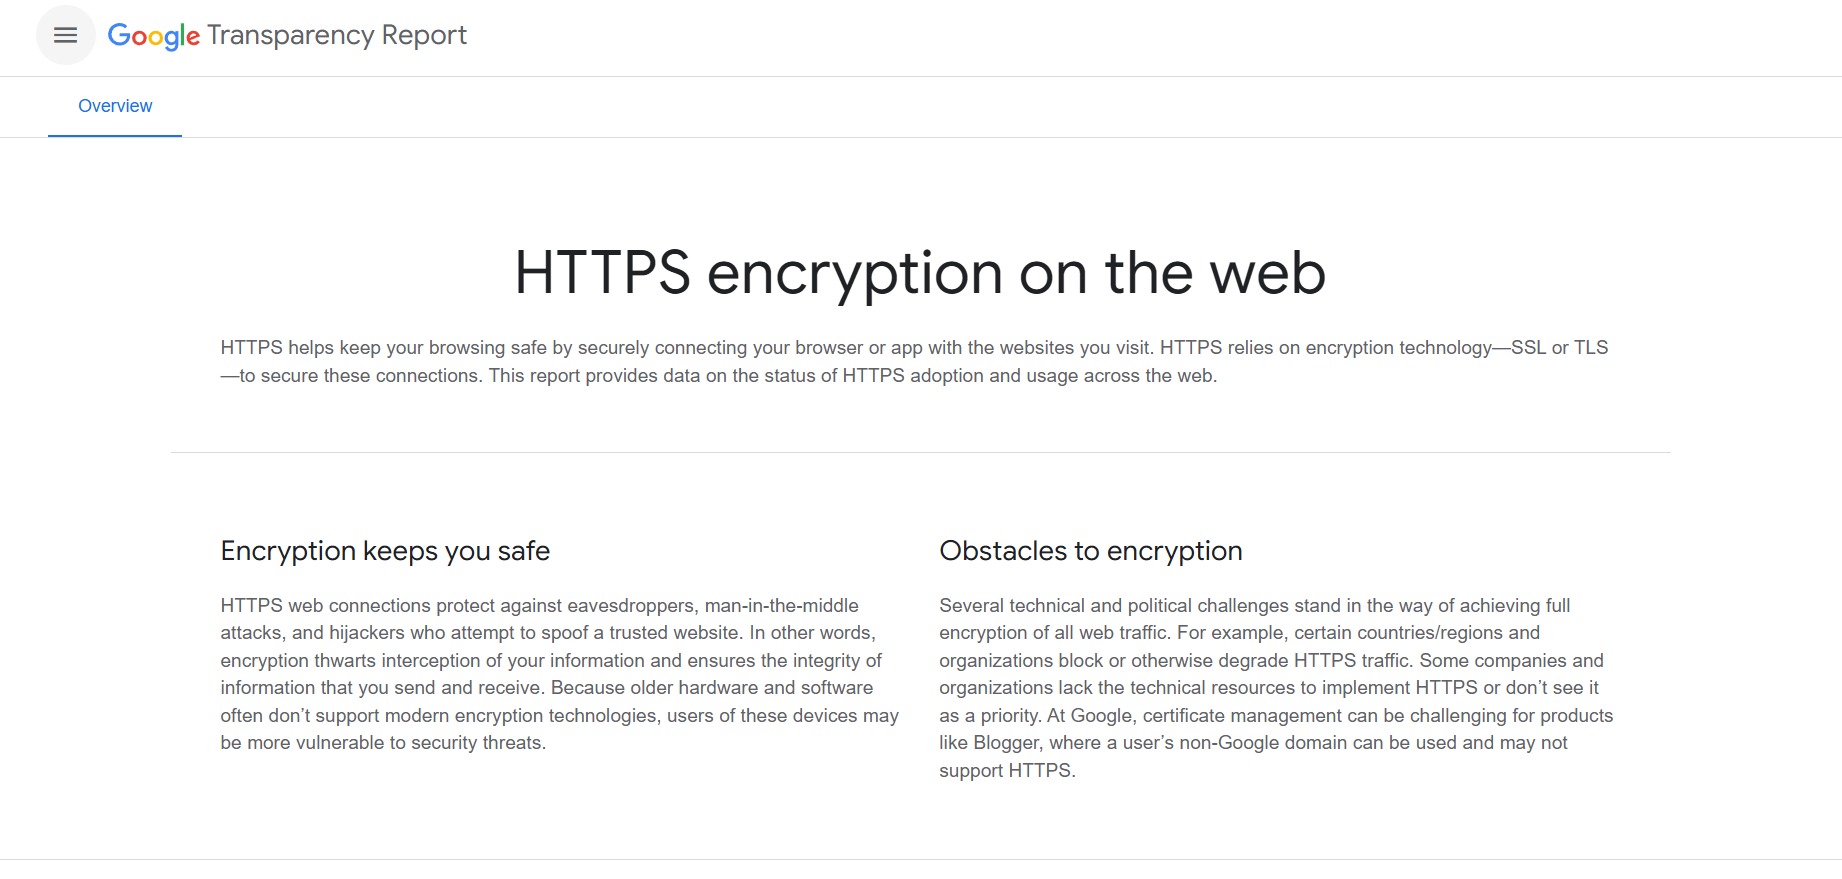 Google Transparency Report
Overview
HTTPS encryption on the web
HTTPS helps keep your browsing safe by securely connecting your browser or app with the websites you visit. HTTPS relies on encryption technology—SSL or TLS
—to secure these connections. This report provides data on the status of HTTPS adoption and usage across the web.
Encryption keeps you safe
HTTPS web connections protect against eavesdroppers, man-in-the-middle
attacks, and hijackers who attempt to spoof a trusted website. In other words,
encryption thwarts interception of your information and ensures the integrity of
information that you send and receive. Because older hardware and software
often don’t support modern encryption technologies, users of these devices may
be more vulnerable to security threats.
Obstacles to encryption
Several technical and political challenges stand in the way of achieving full
encryption of all web traffic. For example, certain countries/regions and
organizations block or otherwise degrade HTTPS traffic. Some companies and
organizations lack the technical resources to implement HTTPS or don’t see it
as a priority. At Google, certificate management can be challenging for products
like Blogger, where a user’s non-Google domain can be used and may not
support HTTPS.